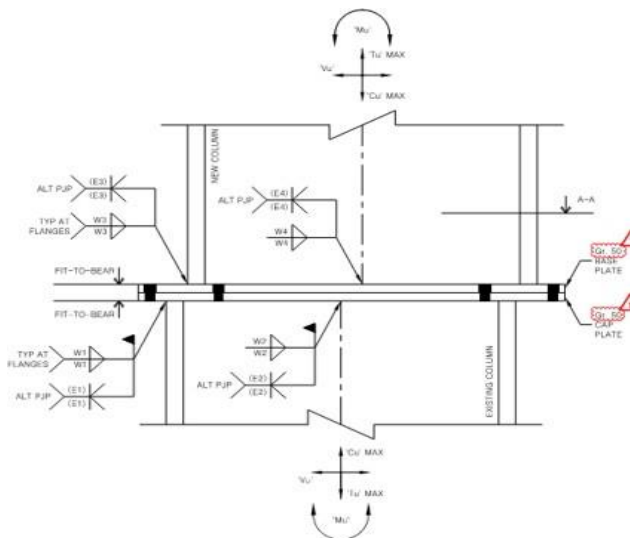 'Mu'
'Tu' MAX
'Vu'
'Cu' MAX
NEW COLUMN
ALT PJP
(E3)
(E3)
TYP AT
FLANGES
W3
W3
ALT PJP
(E4)
(E4)
W4
W4
A-A
Gr. 50
BASE
PLATE
FIT-TO-BEAR
FIT-TO-BEAR
Gr. 50
CAP
PLATE
TYP AT
FLANGES
W1
W1
ALT PJP
(E1)
(E1)
W2
W2
ALT PJP
(E2)
(E2)
EXISTING COLUMN
'Cu' MAX
'Vu'
'Tu' MAX
'Mu'